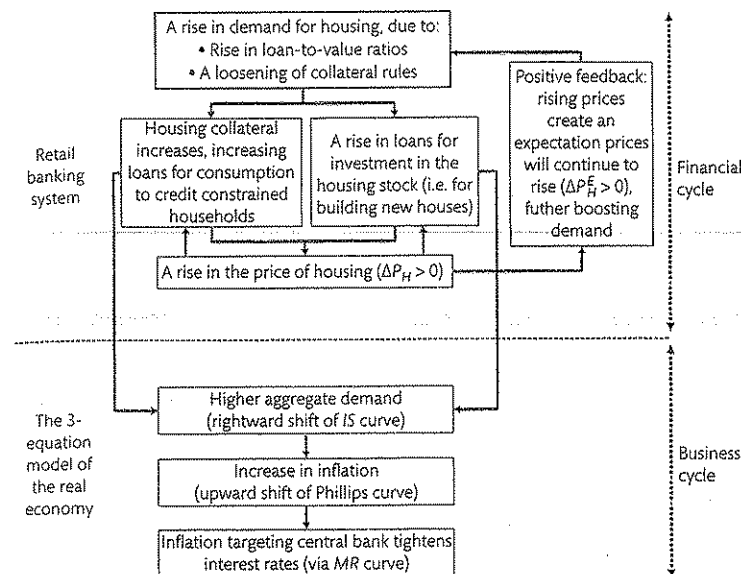 A rise in demand for housing, due to:
• Rise in loan-to-value ratios
• A loosening of collateral rules
Positive feedback:
rising prices
create an
expectation prices
will continue to
rise (ΔP^E_H > 0),
futher boosting
demand
Housing collateral
increases, increasing
loans for consumption
to credit constrained
households
A rise in loans for
investment in the
housing stock (i.e. for
building new houses)
Retail
banking
system
Financial
cycle
A rise in the price of housing (ΔP_H > 0)
Higher aggregate demand
(rightward shift of IS curve)
The 3-
equation
model of
the real
economy
Increase in inflation
(upward shift of Phillips curve)
Business
cycle
Inflation targeting central bank tightens
interest rates (via MR curve)